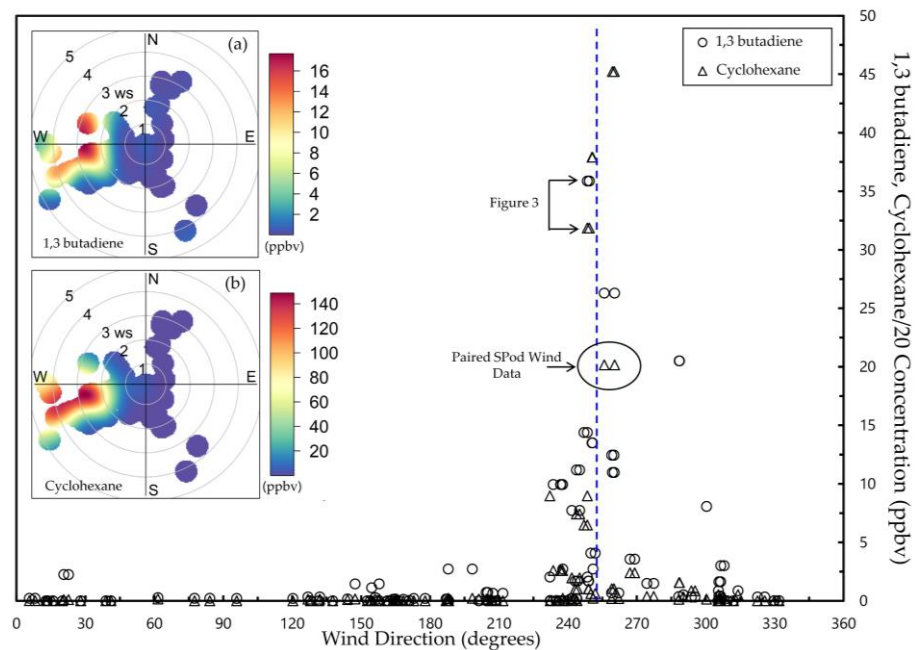 (a)
N
5
4
3 ws
2
1
W
E
S
1,3 butadiene
16
14
12
10
8
6
4
2
(ppbv)
(b)
N
5
4
3 ws
2
1
W
E
S
Cyclohexane
140
120
100
80
60
40
20
(ppbv)
1,3 butadiene
Cyclohexane
Figure 3
Paired SPod Wind
Data
50
45
40
35
30
25
20
15
10
5
0
1,3 butadiene, Cyclohexane/20 Concentration (ppbv)
0 30 60 90 120 150 180 210 240 270 300 330 360
Wind Direction (degrees)